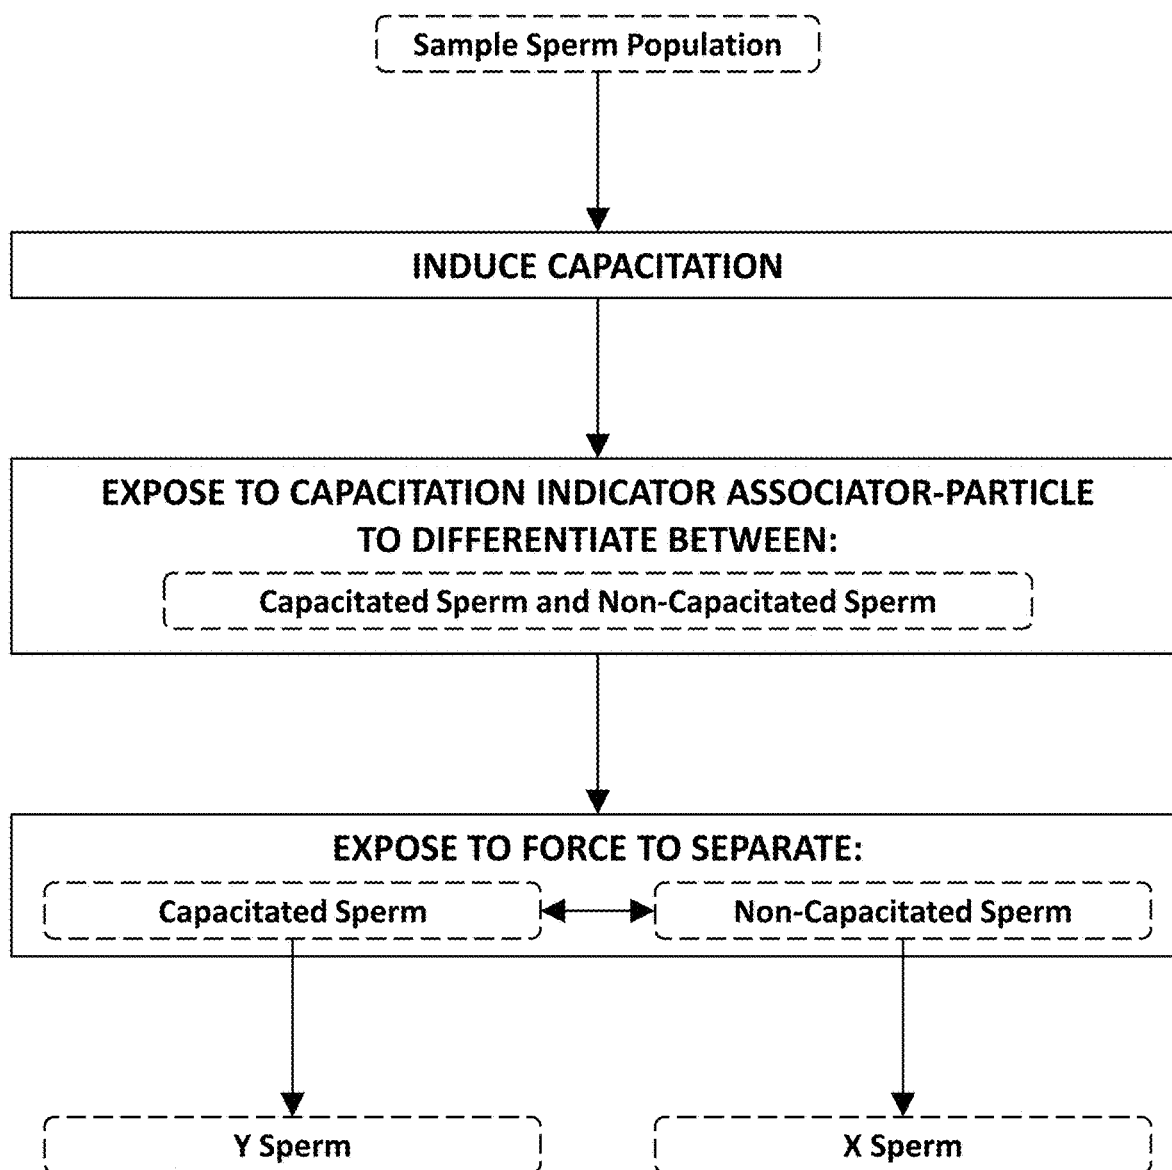 Sample Sperm Population
INDUCE CAPACITATION
EXPOSE TO CAPACITATION INDICATOR ASSOCIATOR-PARTICLE
TO DIFFERENTIATE BETWEEN:
Capacitated Sperm and Non-Capacitated Sperm
EXPOSE TO FORCE TO SEPARATE:
Capacitated Sperm
Non-Capacitated Sperm
Y Sperm
X Sperm